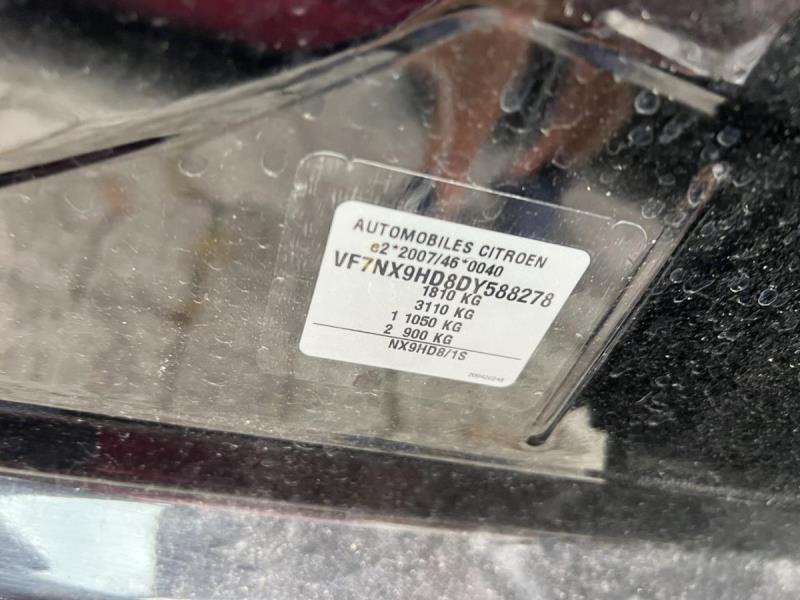 AUTOMOBILES CITROEN
e2*2007/46*0040
VF7NX9HD8DY588278
1810 KG
3110 KG
1 1050 KG
2 900 KG
NX9HD8/1S